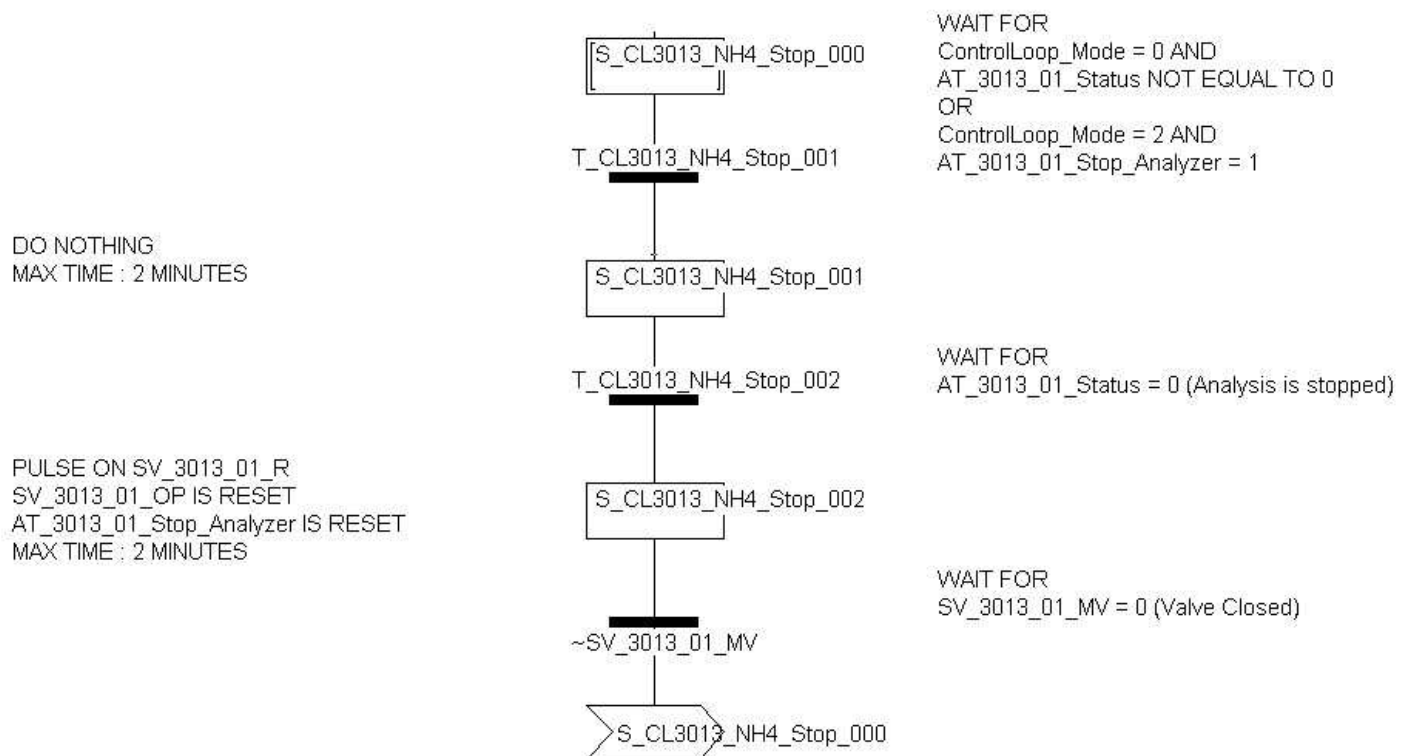 S_CL3013_NH4_Stop_000
WAIT FOR
ControlLoop_Mode = 0 AND
AT_3013_01_Status NOT EQUAL TO 0
OR
ControlLoop_Mode = 2 AND
AT_3013_01_Stop_Analyzer = 1
T_CL3013_NH4_Stop_001
DO NOTHING
MAX TIME : 2 MINUTES
S_CL3013_NH4_Stop_001
T_CL3013_NH4_Stop_002
WAIT FOR
AT_3013_01_Status = 0 (Analysis is stopped)
PULSE ON SV_3013_01_R
SV_3013_01_OP IS RESET
AT_3013_01_Stop_Analyzer IS RESET
MAX TIME : 2 MINUTES
S_CL3013_NH4_Stop_002
WAIT FOR
SV_3013_01_MV = 0 (Valve Closed)
~SV_3013_01_MV
S_CL3013_NH4_Stop_000